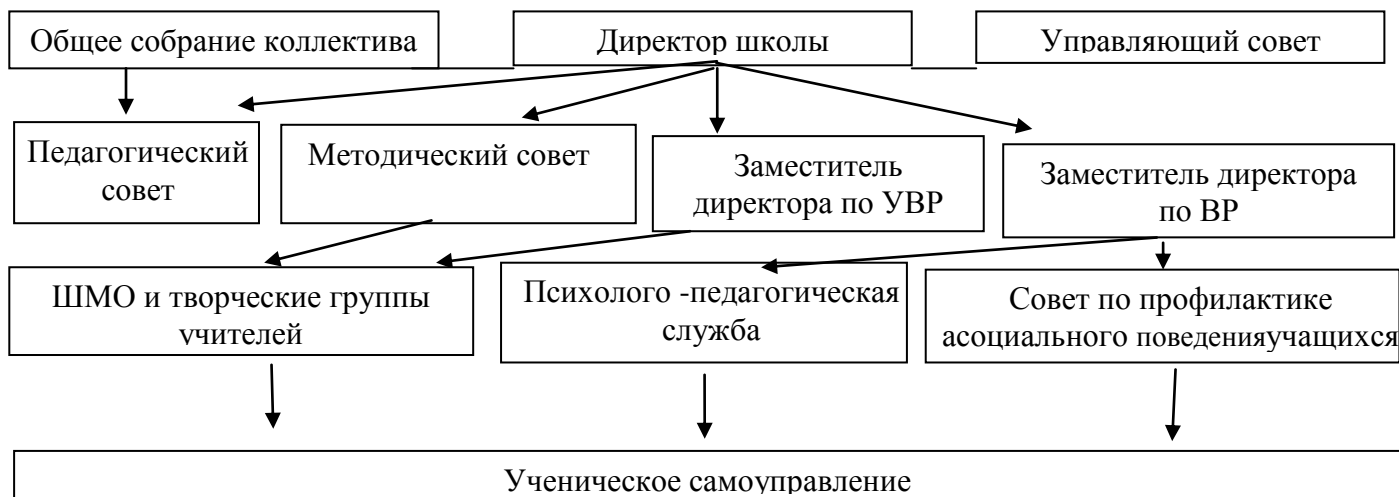 Общее собрание коллектива
Директор школы
Управляющий совет
Педагогический
совет
Методический совет
Заместитель
директора по УВР
Заместитель директора
по ВР
ШМО и творческие группы
учителей
Психолого -педагогическая
служба
Совет по профилактике
асоциального поведенияучащихся
Ученическое самоуправление